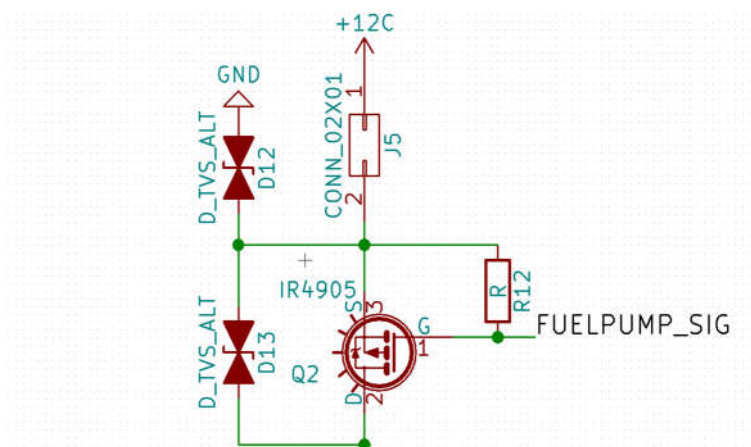 +12C
GND
1
CONN_02X01
J5
2
D_TVS_ALT
D12
IR4905
S
3
R
R12
G
1
FUELPUMP_SIG
D_TVS_ALT
D13
Q2
D
2